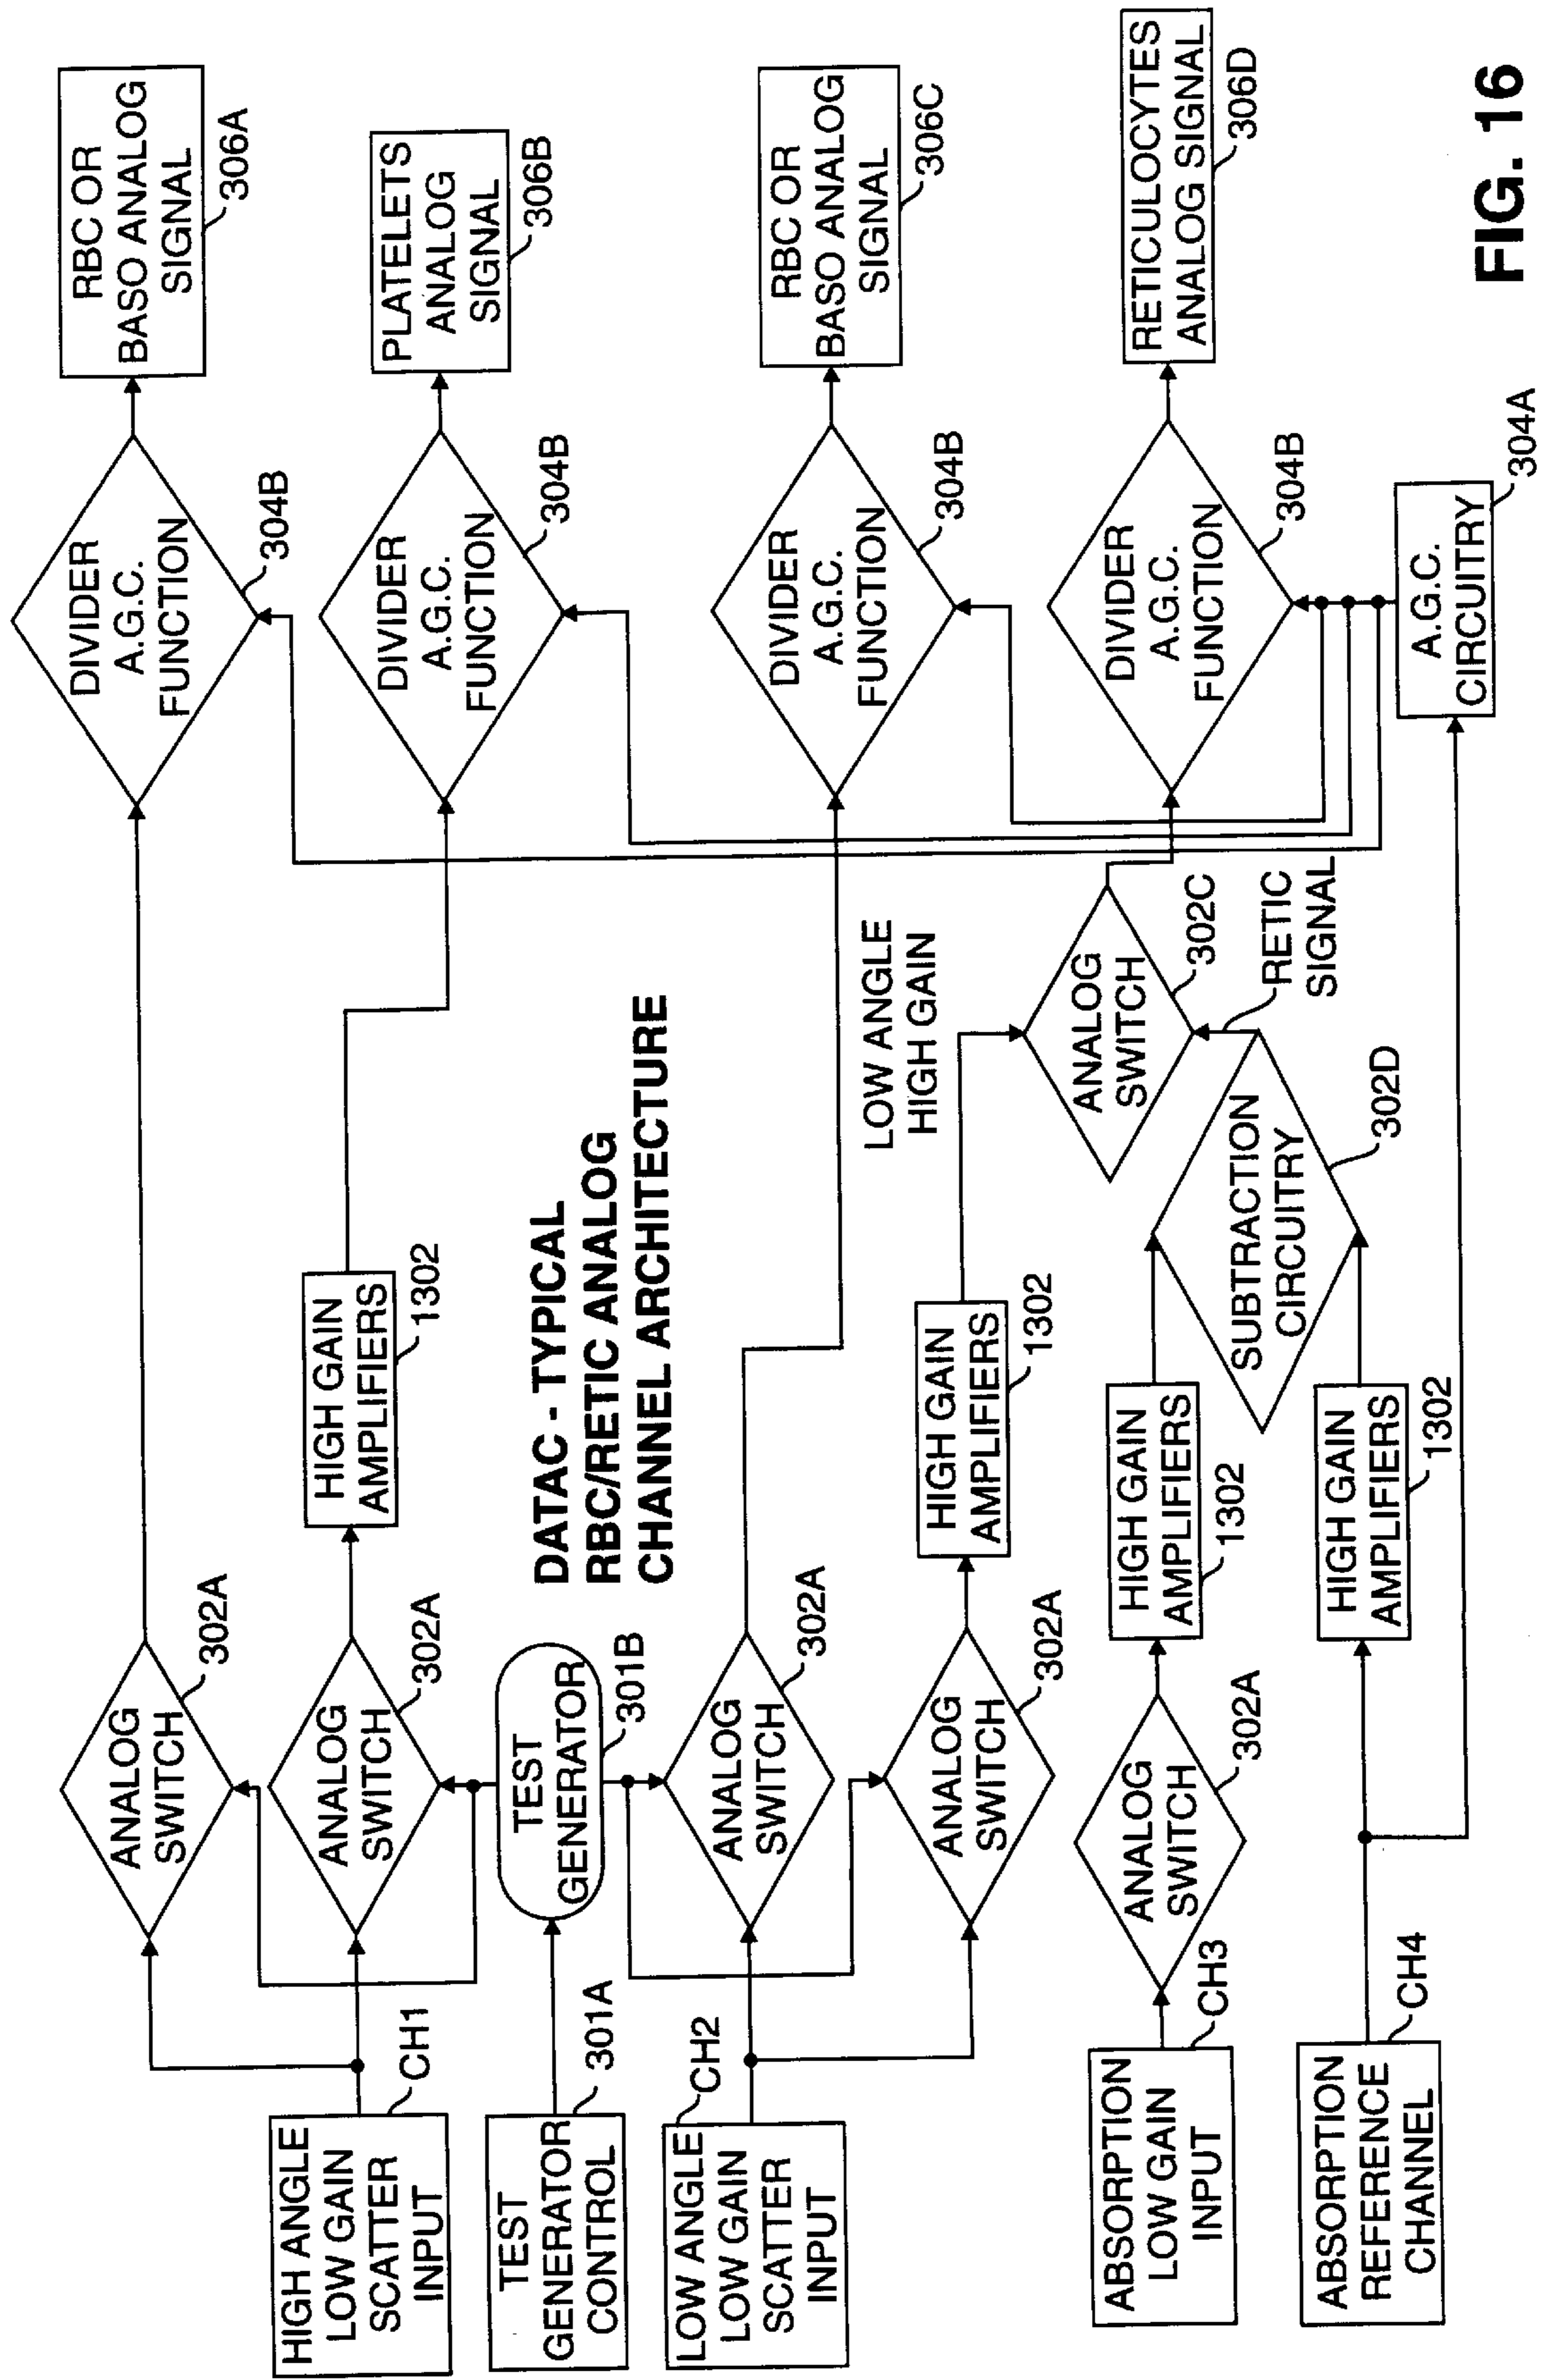 HIGH ANGLE
LOW GAIN
SCATTER
INPUT
CH1
ANALOG
SWITCH
302A
DIVIDER
A.G.C.
FUNCTION
304B
RBC OR
BASO ANALOG
SIGNAL
306A
ANALOG
SWITCH
302A
HIGH GAIN
AMPLIFIERS
1302
DIVIDER
A.G.C.
FUNCTION
304B
PLATELETS
ANALOG
SIGNAL
306B
TEST
GENERATOR
CONTROL
301A
TEST
GENERATOR
301B
DATAC - TYPICAL
RBC/RETIC ANALOG
CHANNEL ARCHITECTURE
LOW ANGLE
LOW GAIN
SCATTER
INPUT
CH2
ANALOG
SWITCH
302A
DIVIDER
A.G.C.
FUNCTION
304B
RBC OR
BASO ANALOG
SIGNAL
306C
ANALOG
SWITCH
302A
HIGH GAIN
AMPLIFIERS
1302
LOW ANGLE
HIGH GAIN
ANALOG
SWITCH
302C
RETIC
SIGNAL
DIVIDER
A.G.C.
FUNCTION
304B
RETICULOCYTES
ANALOG SIGNAL
306D
ABSORPTION
LOW GAIN
INPUT
CH3
ANALOG
SWITCH
302A
HIGH GAIN
AMPLIFIERS
1302
SUBTRACTION
CIRCUITRY
302D
ABSORPTION
REFERENCE
CHANNEL
CH4
HIGH GAIN
AMPLIFIERS
1302
A.G.C.
CIRCUITRY
304A
FIG. 16